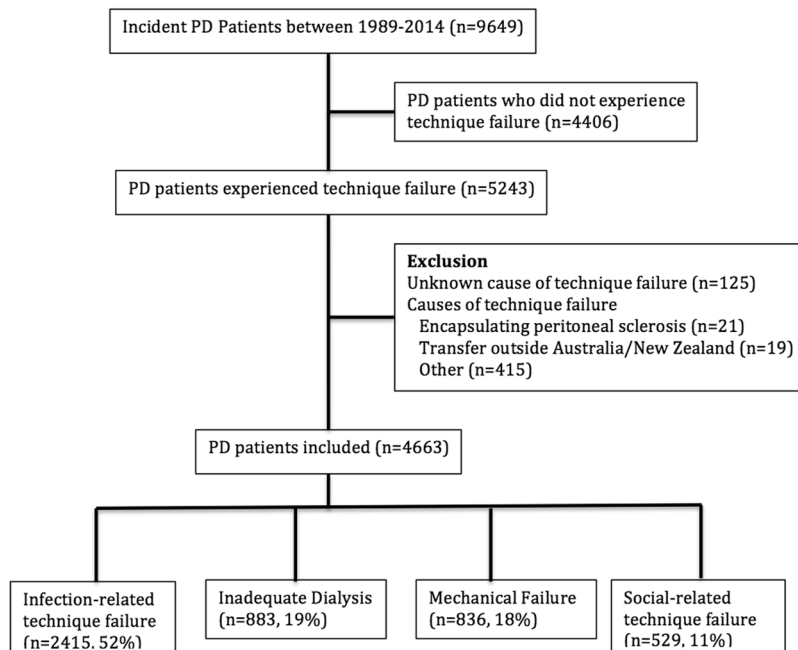 Incident PD Patients between 1989-2014 (n=9649)
PD patients who did not experience
technique failure (n=4406)
PD patients experienced technique failure (n=5243)
Exclusion
Unknown cause of technique failure (n=125)
Causes of technique failure
Encapsulating peritoneal sclerosis (n=21)
Transfer outside Australia/New Zealand (n=19)
Other (n=415)
PD patients included (n=4663)
Infection-related
technique failure
(n=2415, 52%)
Inadequate Dialysis
(n=883, 19%)
Mechanical Failure
(n=836, 18%)
Social-related
technique failure
(n=529, 11%)